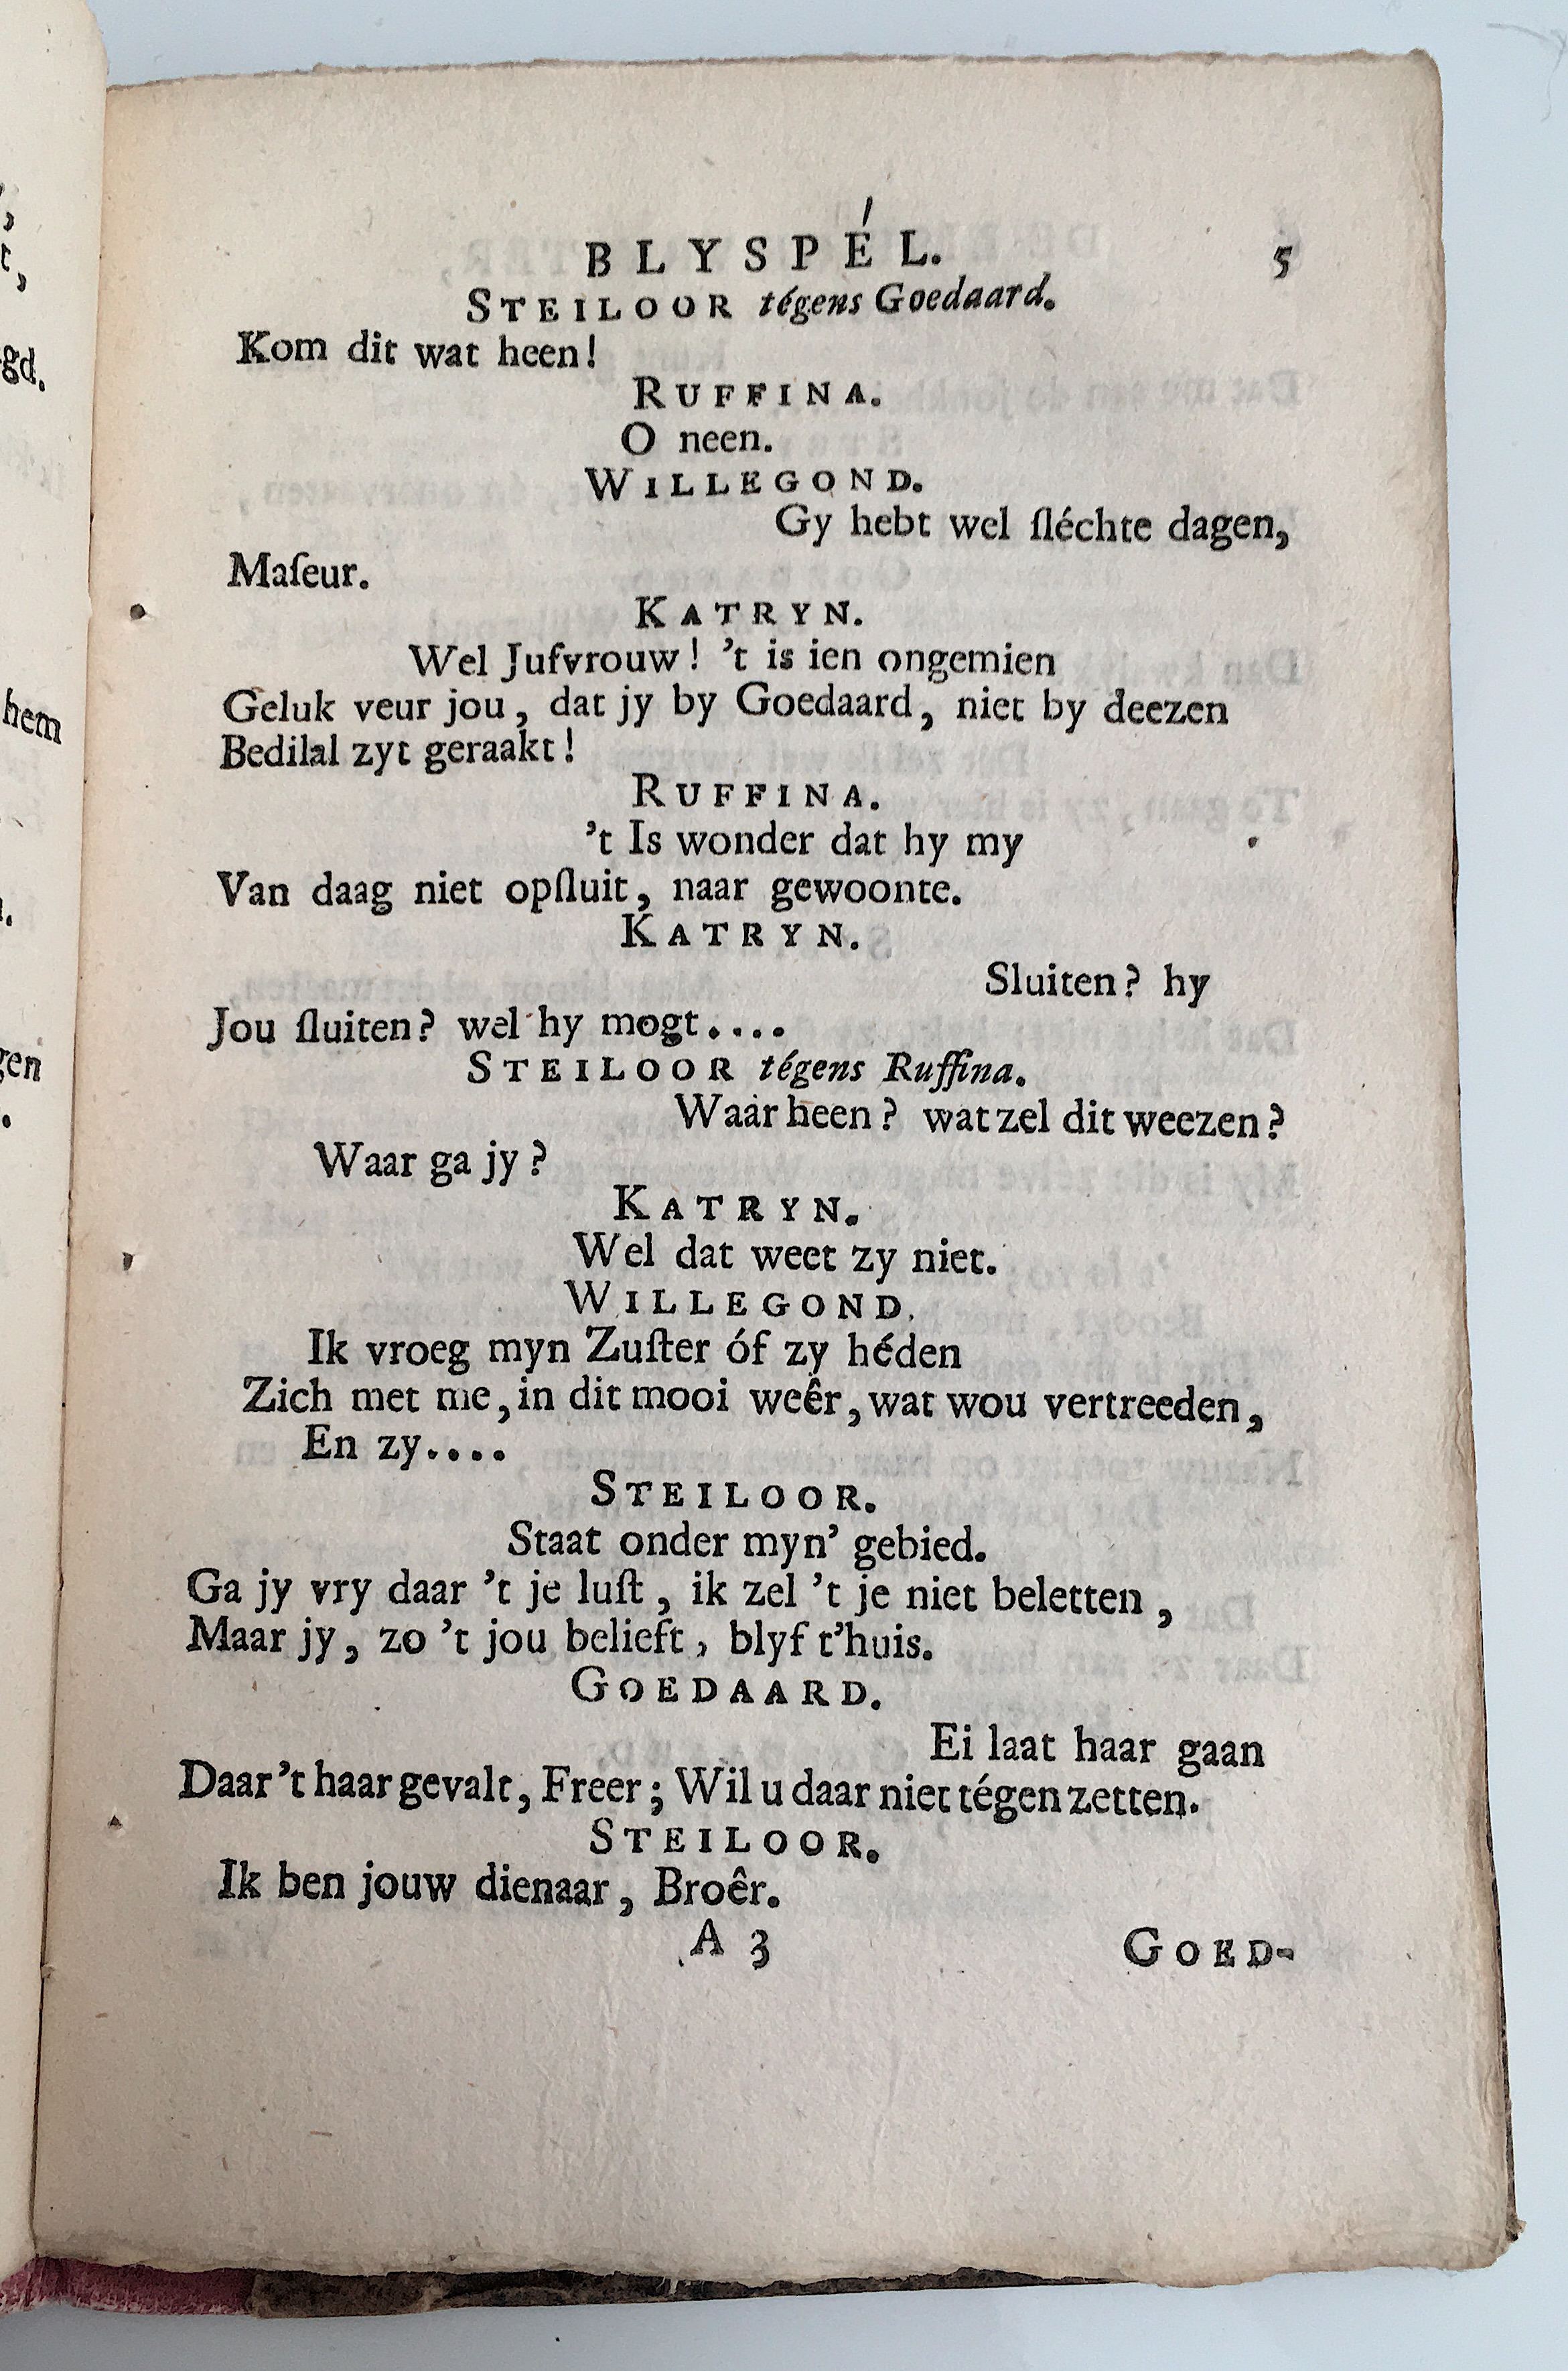 BLYSPÉL. 5
STEILOOR tégens Goedaard.
Kom dit wat heen!
RUFFINA.
O neen.
WILLEGOND.
Gy hebt wel ſléchte dagen,
Maſeur.
KATRYN.
Wel Jufvrouw! 't is ien ongemien
Geluk veur jou, dat jy by Goedaard, niet by deezen
Bedilal zyt geraakt!
RUFFINA.
't Is wonder dat hy my
Van daag niet opſluit, naar gewoonte.
KATRYN.
Sluiten? hy
Jou ſluiten? wel hy mogt....
STEILOOR tégens Ruffina.
Waar heen? wat zel dit weezen?
Waar ga jy?
KATRYN.
Wel dat weet zy niet.
WILLEGOND.
Ik vroeg myn Zuſter óf zy héden
Zich met me, in dit mooi weêr, wat wou vertreeden,
En zy....
STEILOOR.
Staat onder myn' gebied.
Ga jy vry daar 't je luſt, ik zel 't je niet beletten,
Maar jy, zo 't jou belieft, blyf t'huis.
GOEDAARD.
Ei laat haar gaan
Daar 't haar gevalt, Freer; Wil u daar niet tégen zetten.
STEILOOR.
Ik ben jouw dienaar, Broêr.
A 3 GOED-
gd.
hem
gen